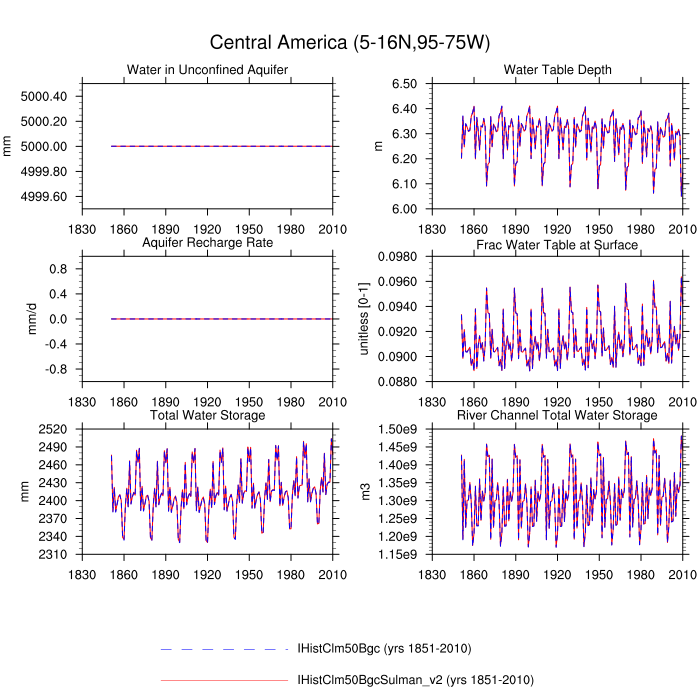 Central America (5-16N,95-75W)
Water in Unconfined Aquifer
Water Table Depth
5000.40
5000.20
5000.00
4999.80
4999.60
mm
1830 1860 1890 1920 1950 1980 2010
6.50
6.40
6.30
6.20
6.10
6.00
m
1830 1860 1890 1920 1950 1980 2010
Aquifer Recharge Rate
Frac Water Table at Surface
0.8
0.4
0.0
-0.4
-0.8
mm/d
1830 1860 1890 1920 1950 1980 2010
0.0980
0.0960
0.0940
0.0920
0.0900
0.0880
unitless [0-1]
1830 1860 1890 1920 1950 1980 2010
Total Water Storage
River Channel Total Water Storage
2520
2490
2460
2430
2400
2370
2340
2310
mm
1830 1860 1890 1920 1950 1980 2010
1.50e9
1.45e9
1.40e9
1.35e9
1.30e9
1.25e9
1.20e9
1.15e9
m3
1830 1860 1890 1920 1950 1980 2010
IHistClm50Bgc (yrs 1851-2010)
IHistClm50BgcSulman_v2 (yrs 1851-2010)